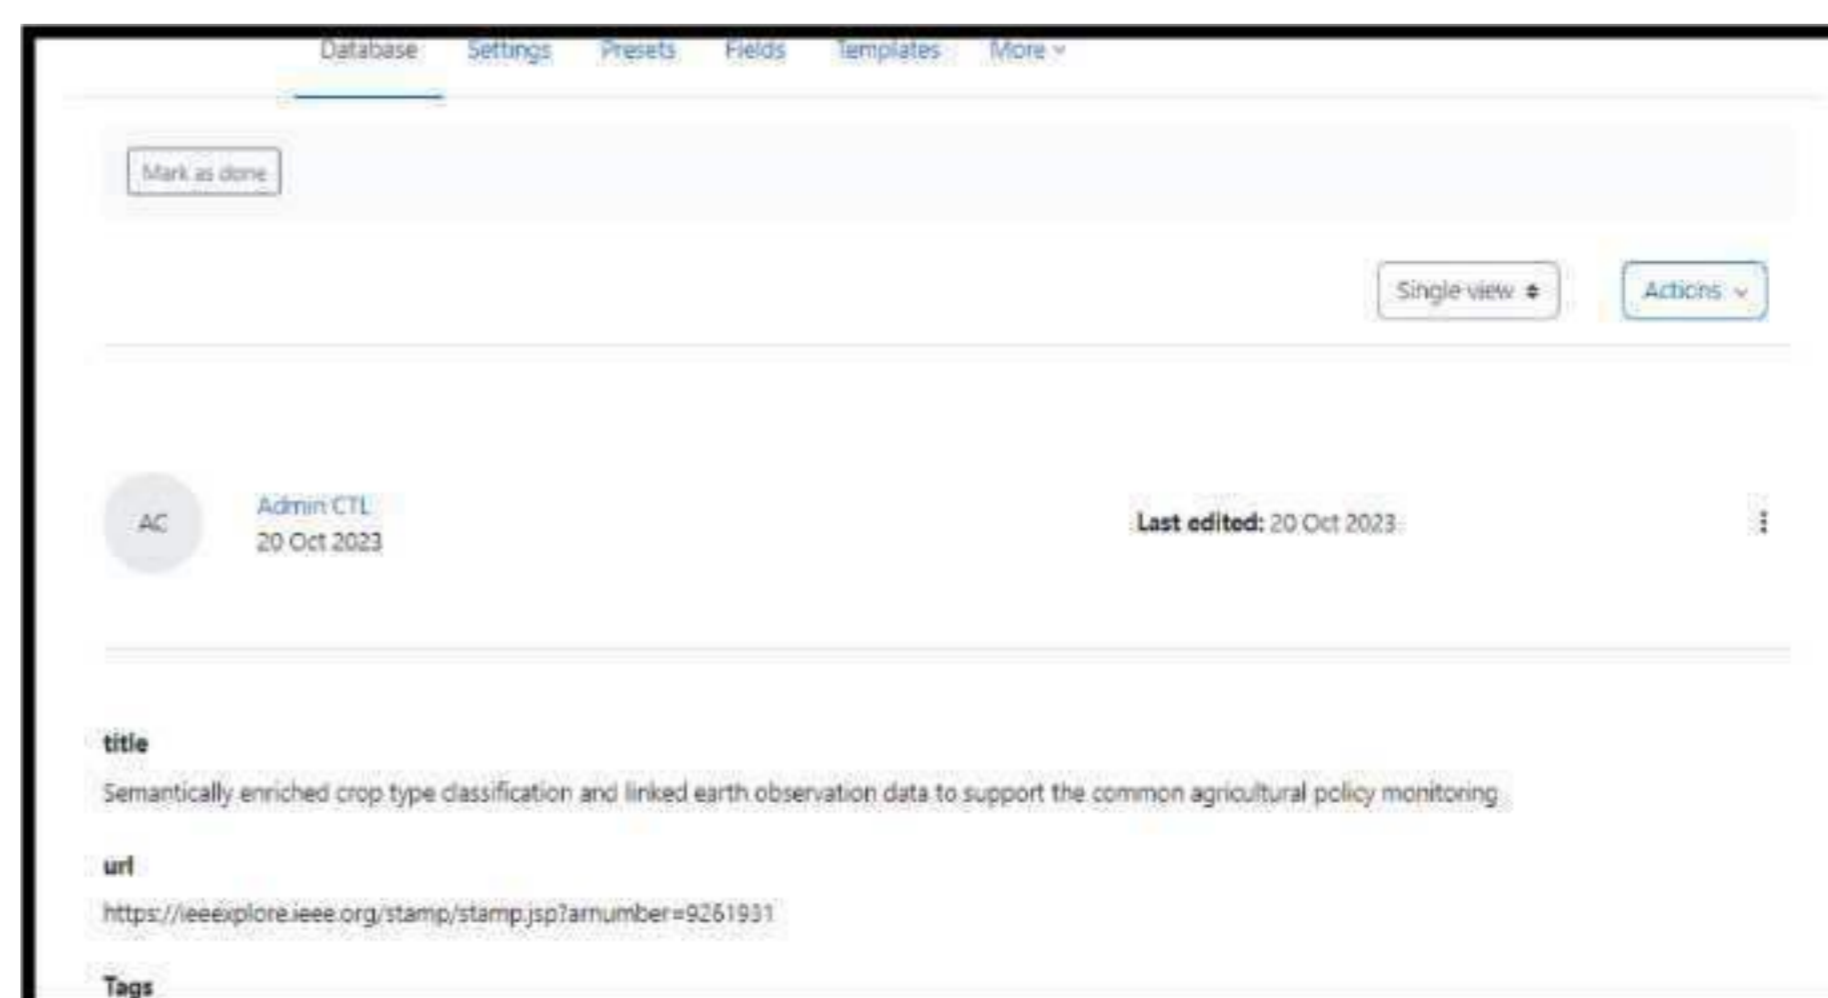 Database Settings Presets Fields Templates More
Mark as done
Single view Actions
AC
Admin CTL
20 Oct 2023
Last edited: 20 Oct 2023
title
Semantically enriched crop type classification and linked earth observation data to support the common agricultural policy monitoring
url
https://ieeexplore.ieee.org/stamp/stamp.jsp?arnumber=9261931
Tags